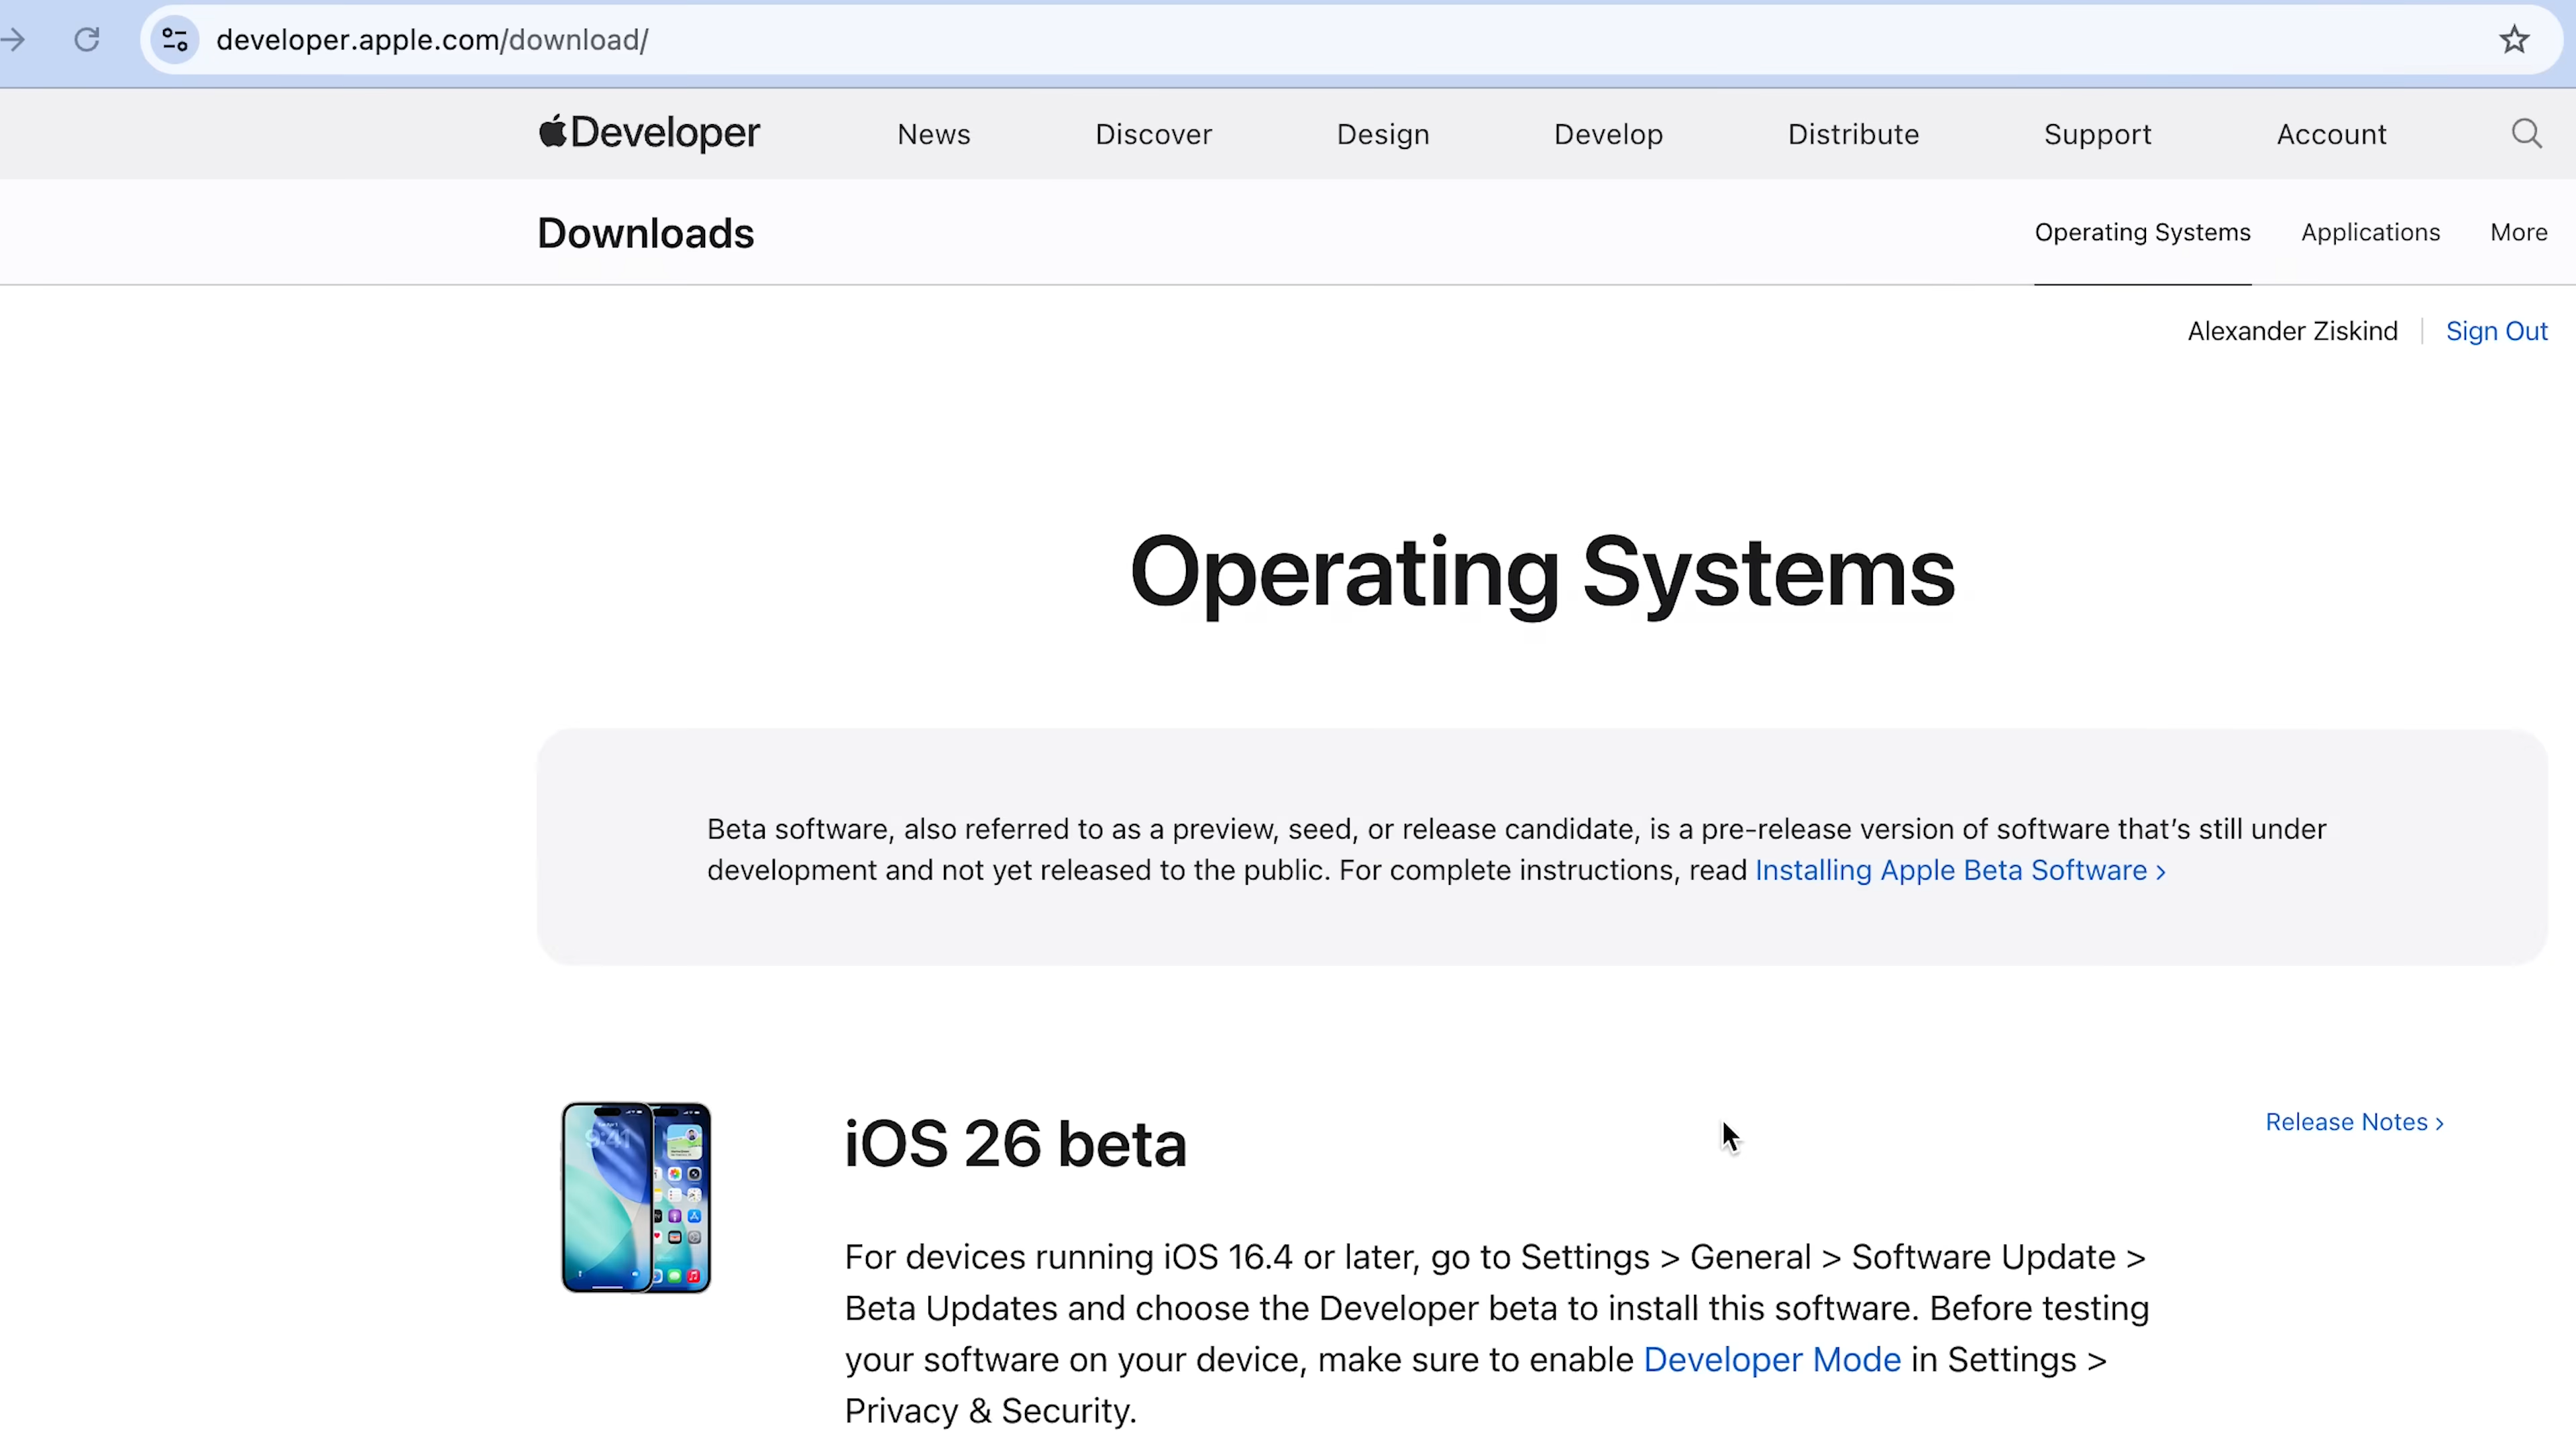 developer.apple.com/download/
Developer News Discover Design Develop Distribute Support Account
Downloads Operating Systems Applications More
Alexander Ziskind Sign Out
Operating Systems
Beta software, also referred to as a preview, seed, or release candidate, is a pre-release version of software that's still under
development and not yet released to the public. For complete instructions, read Installing Apple Beta Software >
iOS 26 beta Release Notes >
9:41
For devices running iOS 16.4 or later, go to Settings > General > Software Update >
Beta Updates and choose the Developer beta to install this software. Before testing
your software on your device, make sure to enable Developer Mode in Settings >
Privacy & Security.